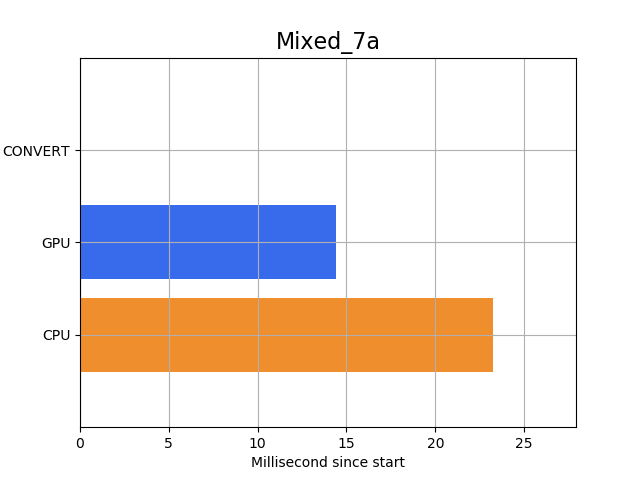 Mixed_7a
CONVERT
GPU
CPU
0 5 10 15 20 25
Millisecond since start